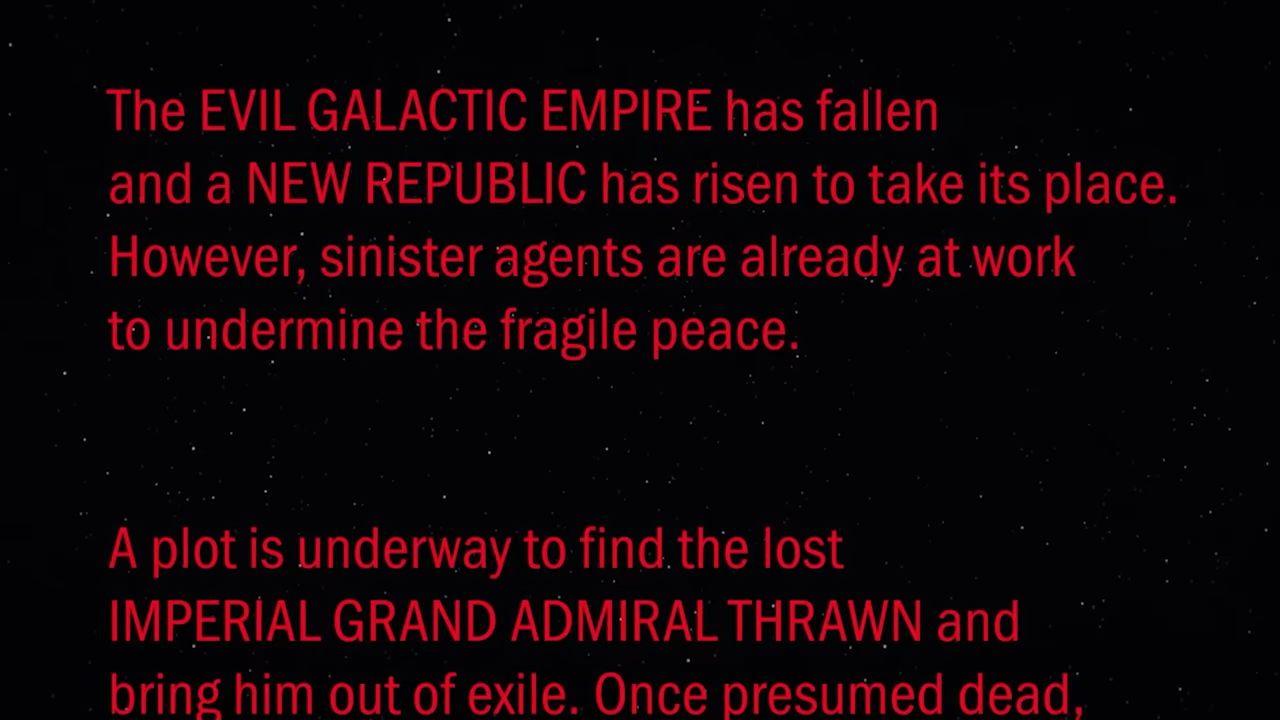 The EVIL GALACTIC EMPIRE has fallen
and a NEW REPUBLIC has risen to take its place.
However, sinister agents are already at work
to undermine the fragile peace.
A plot is underway to find the lost
IMPERIAL GRAND ADMIRAL THRAWN and
bring him out of exile. Once presumed dead,